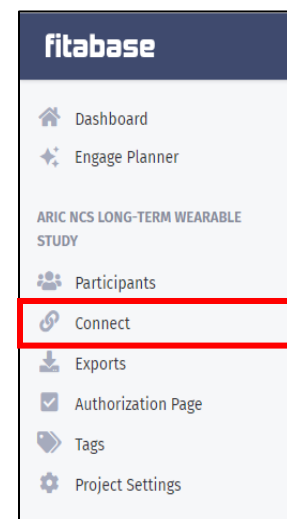 fitabase
Dashboard
Engage Planner
ARIC NCS LONG-TERM WEARABLE
STUDY
Participants
Connect
Exports
Authorization Page
Tags
Project Settings